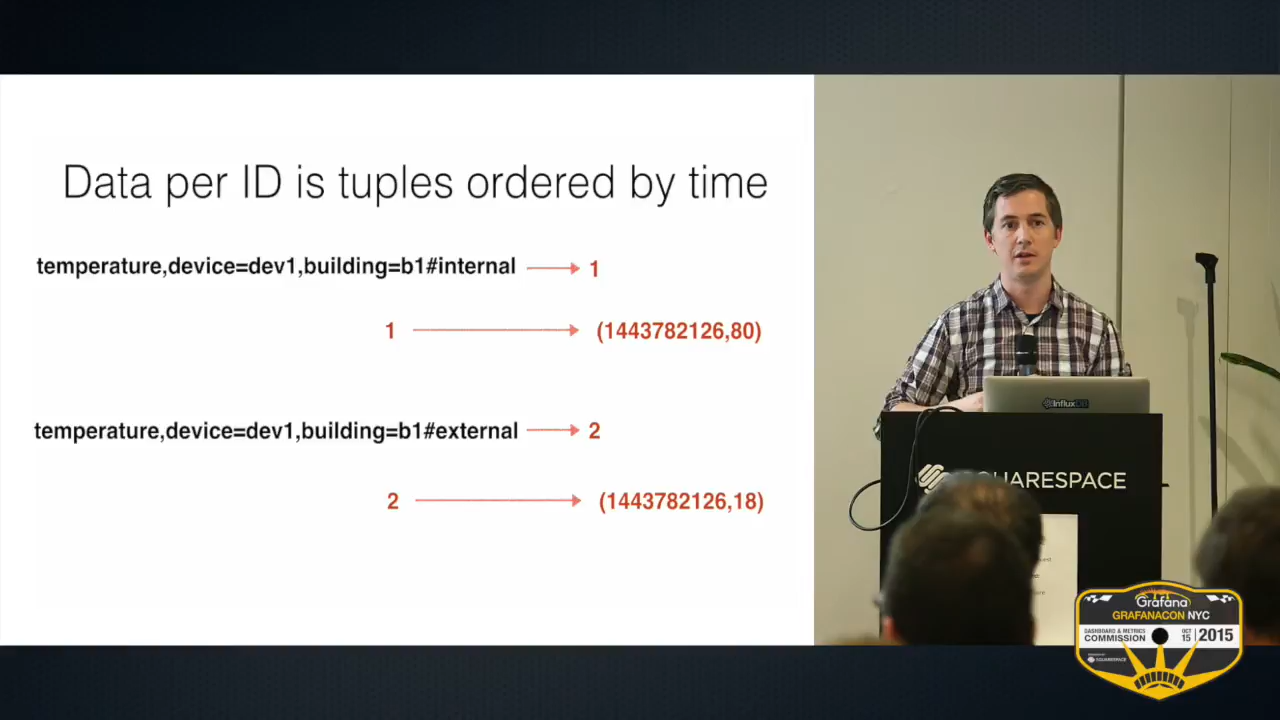 Data per ID is tuples ordered by time
temperature,device=dev1,building=b1#internal → 1
1 → (1443782126,80)
temperature,device=dev1,building=b1#external → 2
2 → (1443782126,18)
InfluxDB
SQUARESPACE
Grafana
GRAFANACON NYC
DASHBOARD & METRICS
COMMISSION
OCT
15
2015
SQUARESPACE